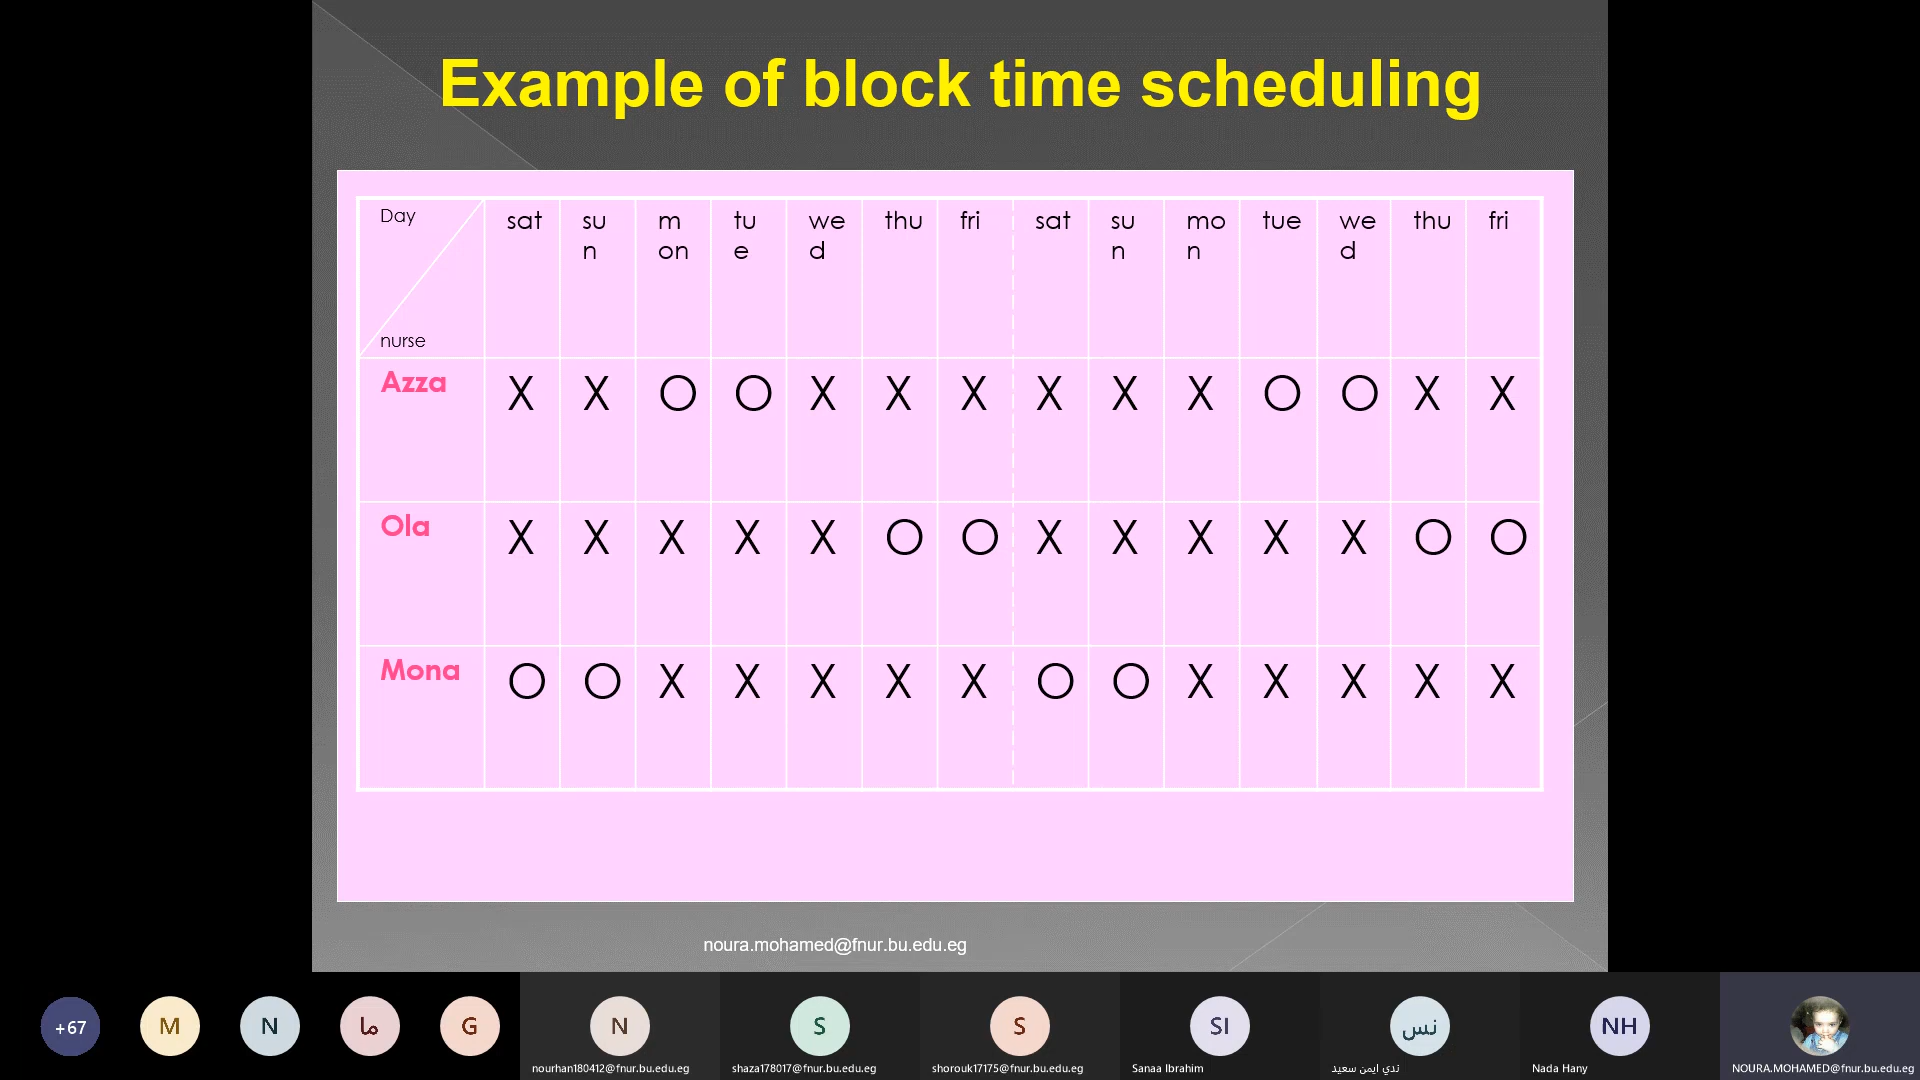 Example of block time scheduling
Day
nurse
sat
su
n
m
on
tu
e
we
d
thu
fri
sat
su
n
mo
n
tue
we
d
thu
fri
Azza X X O O X X X X X X O O X X
Ola X X X X X O O X X X X X O O
Mona O O X X X X X O O X X X X X
noura.mohamed@fnur.bu.edu.eg
+67
M
N
ما
G
N
S
S
SI
نس
NH
nourhan180412@fnur.bu.edu.eg
shaza178017@fnur.bu.edu.eg
shorouk17175@fnur.bu.edu.eg
Sanaa Ibrahim
ندي ايمن سعيد
Nada Hany
NOURA.MOHAMED@fnur.bu.edu.eg